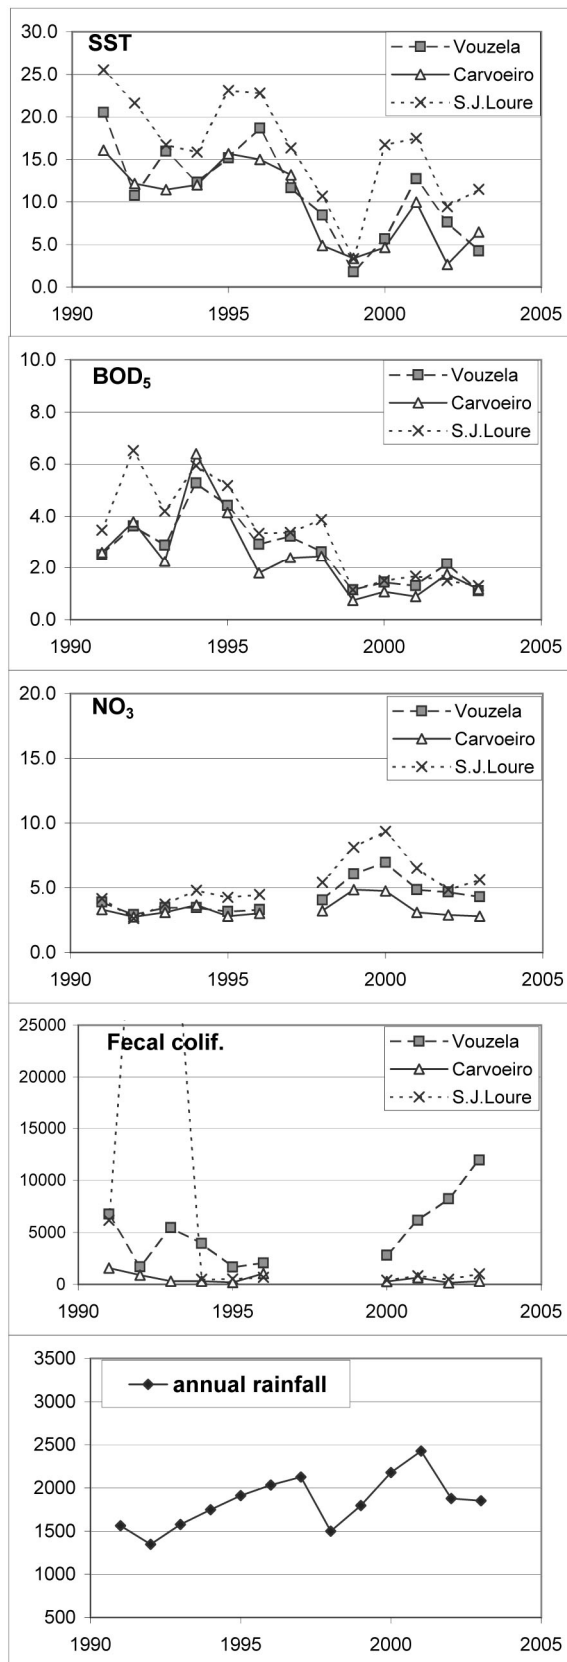 SST
30.0
25.0
20.0
15.0
10.0
5.0
0.0
1990 1995 2000 2005
Vouzela
Carvoeiro
S.J.Loure
BOD5
10.0
8.0
6.0
4.0
2.0
0.0
1990 1995 2000 2005
Vouzela
Carvoeiro
S.J.Loure
NO3
20.0
15.0
10.0
5.0
0.0
1990 1995 2000 2005
Vouzela
Carvoeiro
S.J.Loure
Fecal colif.
25000
20000
15000
10000
5000
0
1990 1995 2000 2005
Vouzela
Carvoeiro
S.J.Loure
annual rainfall
3500
3000
2500
2000
1500
1000
500
1990 1995 2000 2005